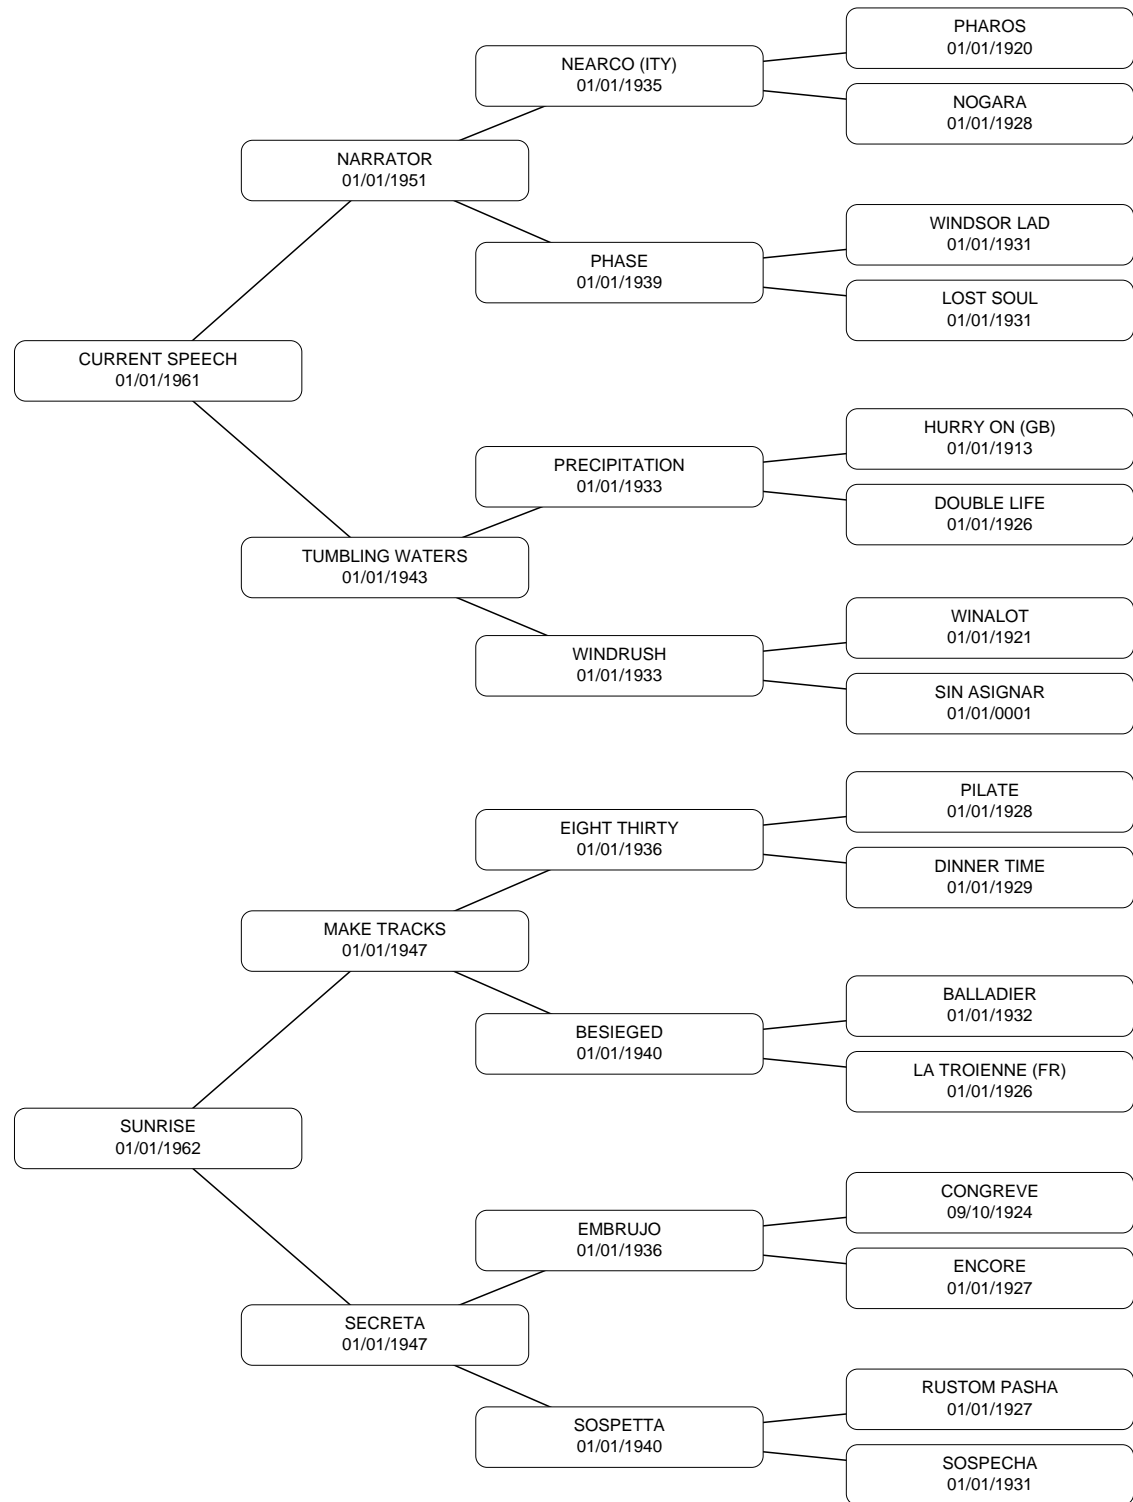 PHAROS
01/01/1920
NEARCO (ITY)
01/01/1935
NOGARA
01/01/1928
NARRATOR
01/01/1951
WINDSOR LAD
01/01/1931
PHASE
01/01/1939
LOST SOUL
01/01/1931
CURRENT SPEECH
01/01/1961
HURRY ON (GB)
01/01/1913
PRECIPITATION
01/01/1933
DOUBLE LIFE
01/01/1926
TUMBLING WATERS
01/01/1943
WINALOT
01/01/1921
WINDRUSH
01/01/1933
SIN ASIGNAR
01/01/0001
PILATE
01/01/1928
EIGHT THIRTY
01/01/1936
DINNER TIME
01/01/1929
MAKE TRACKS
01/01/1947
BALLADIER
01/01/1932
BESIEGED
01/01/1940
LA TROIENNE (FR)
01/01/1926
SUNRISE
01/01/1962
CONGREVE
09/10/1924
EMBRUJO
01/01/1936
ENCORE
01/01/1927
SECRETA
01/01/1947
RUSTOM PASHA
01/01/1927
SOSPETTA
01/01/1940
SOSPECHA
01/01/1931